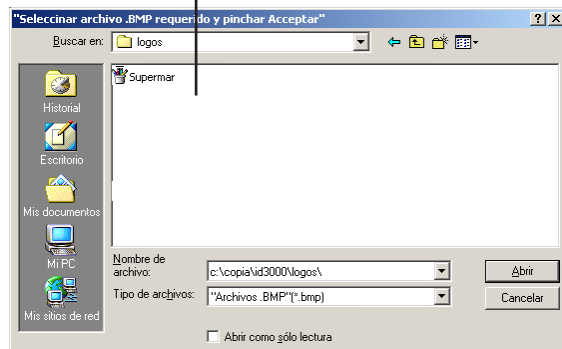 "Seleccinar archivo .BMP requerido y pinchar Acceptar"
Buscar en: logos
Supermar
Historial
Escritorio
Mis documentos
Mi PC
Mis sitios de red
Nombre de
archivo: c:\copia\id3000\logos\ Abrir
Tipo de archivos: "Archivos .BMP"(*.bmp) Cancelar
Abrir como sólo lectura